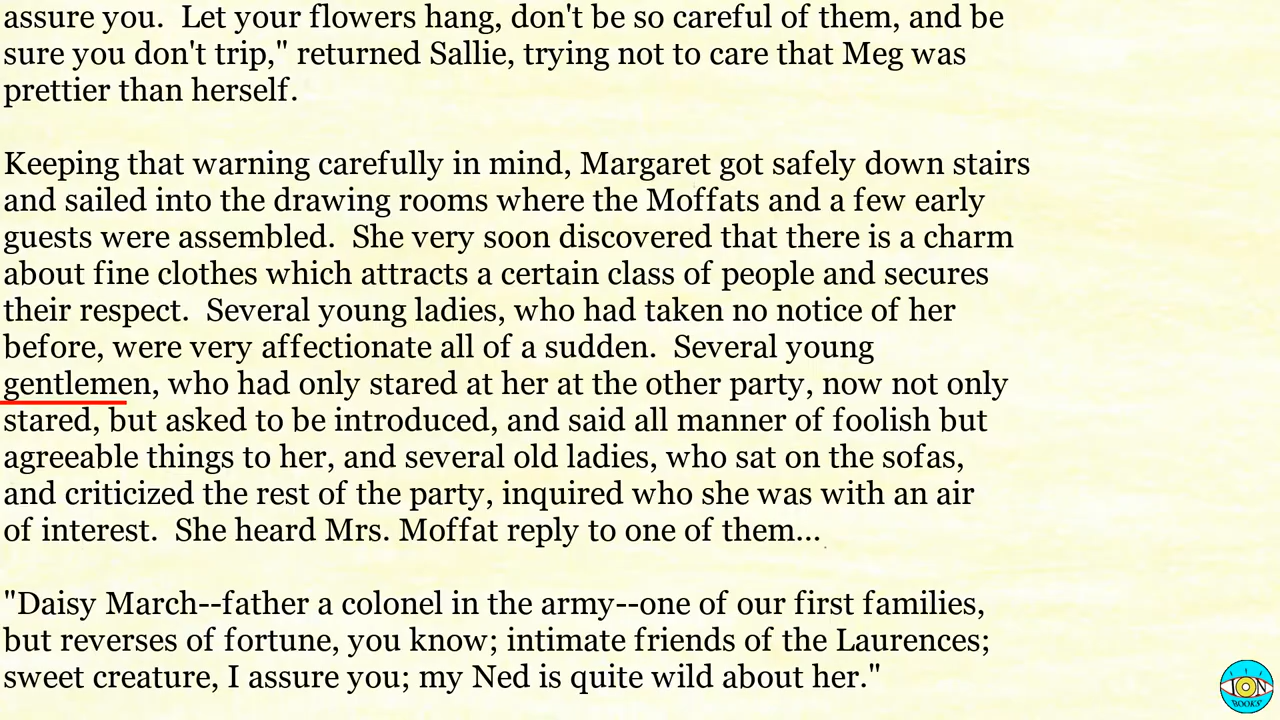 assure you.  Let your flowers hang, don't be so careful of them, and be
sure you don't trip," returned Sallie, trying not to care that Meg was
prettier than herself.
Keeping that warning carefully in mind, Margaret got safely down stairs
and sailed into the drawing rooms where the Moffats and a few early
guests were assembled.  She very soon discovered that there is a charm
about fine clothes which attracts a certain class of people and secures
their respect.  Several young ladies, who had taken no notice of her
before, were very affectionate all of a sudden.  Several young
gentlemen, who had only stared at her at the other party, now not only
stared, but asked to be introduced, and said all manner of foolish but
agreeable things to her, and several old ladies, who sat on the sofas,
and criticized the rest of the party, inquired who she was with an air
of interest.  She heard Mrs. Moffat reply to one of them...
"Daisy March--father a colonel in the army--one of our first families,
but reverses of fortune, you know; intimate friends of the Laurences;
sweet creature, I assure you; my Ned is quite wild about her."
ION
BOOKS